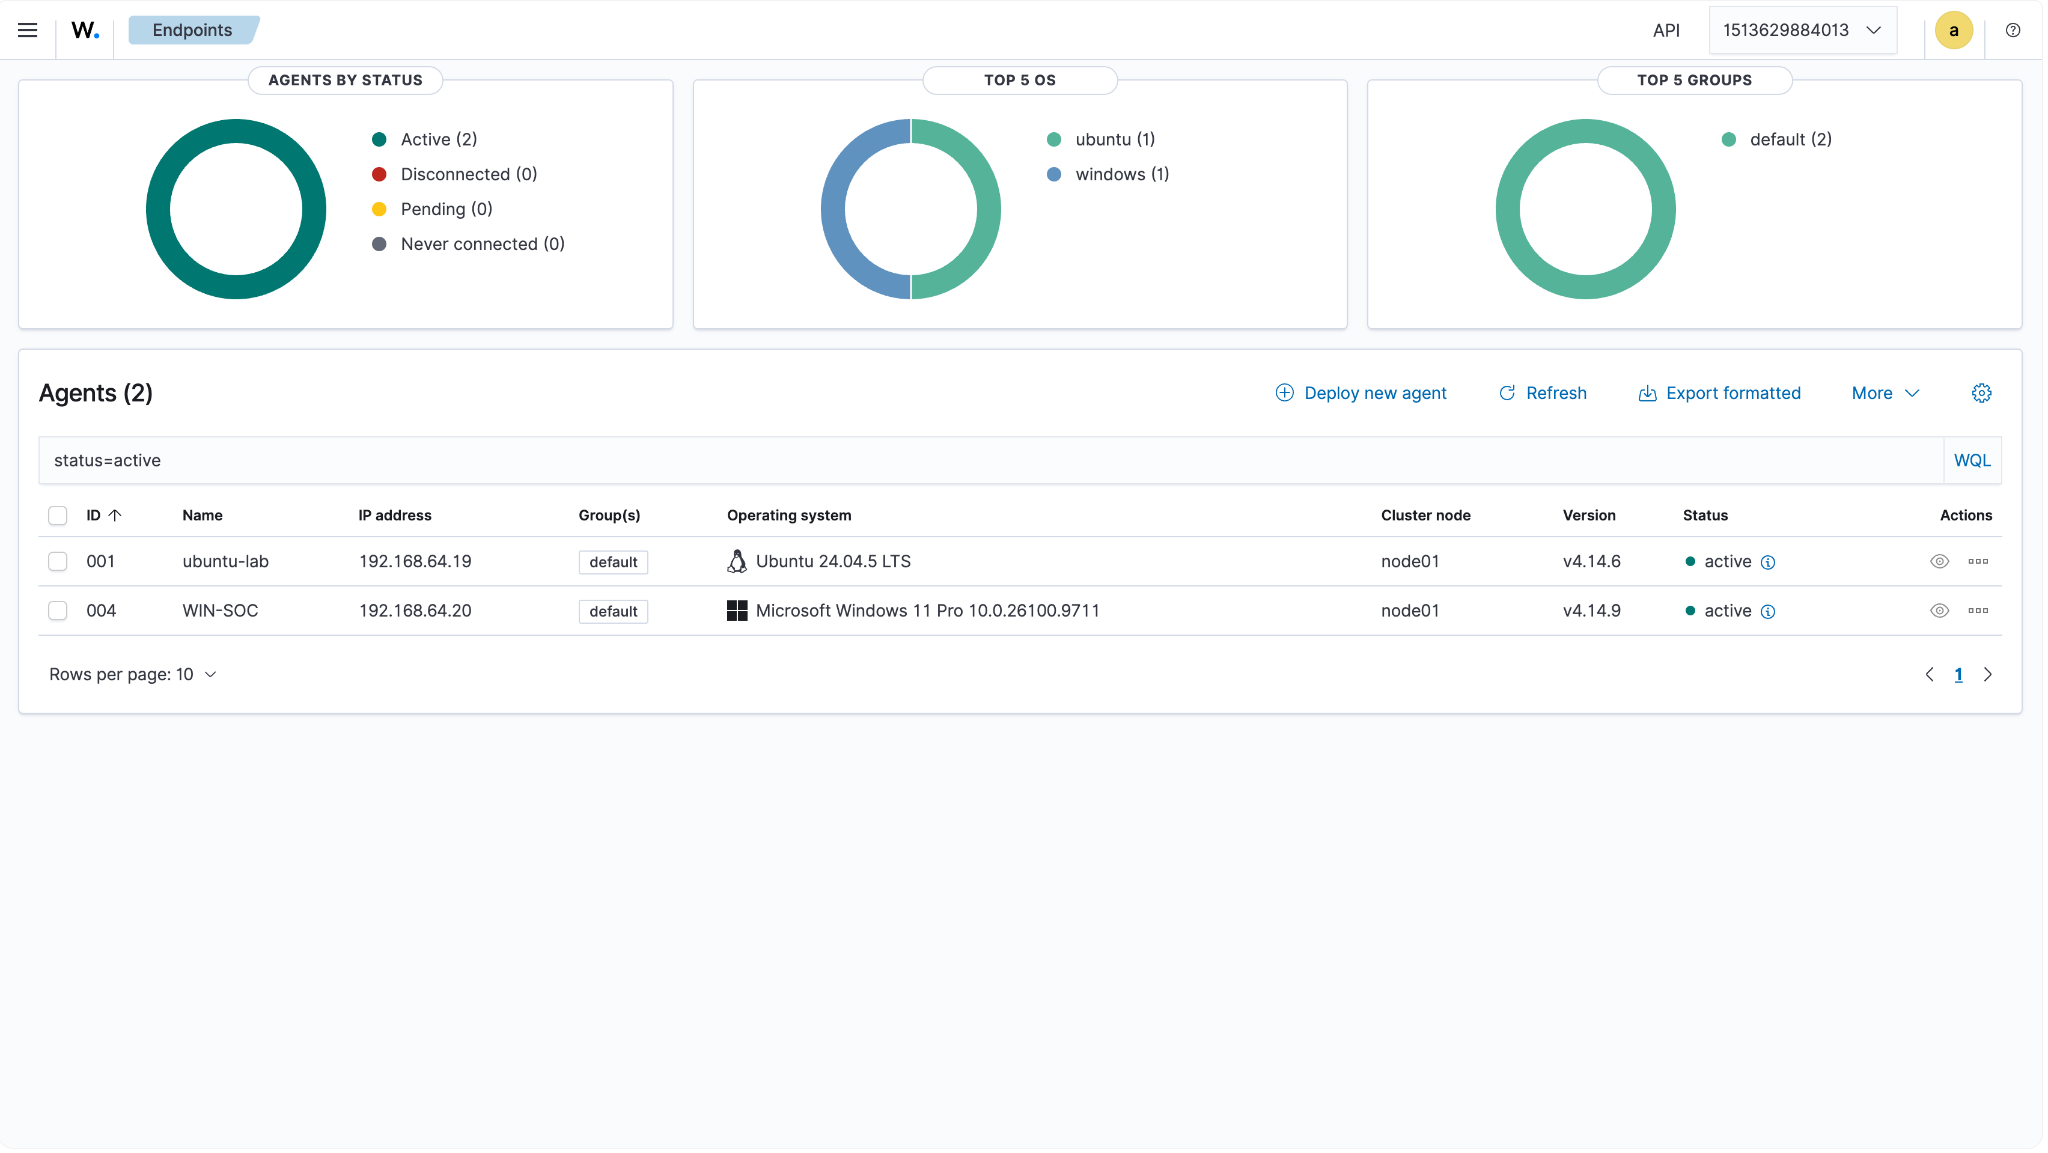 W. Endpoints API 1513629884013 a
AGENTS BY STATUS
Active (2)
Disconnected (0)
Pending (0)
Never connected (0)
TOP 5 OS
ubuntu (1)
windows (1)
TOP 5 GROUPS
default (2)
Agents (2) Deploy new agent Refresh Export formatted More
status=active WQL
ID Name IP address Group(s) Operating system Cluster node Version Status Actions
001 ubuntu-lab 192.168.64.19 default Ubuntu 24.04.5 LTS node01 v4.14.6 active
004 WIN-SOC 192.168.64.20 default Microsoft Windows 11 Pro 10.0.26100.9711 node01 v4.14.9 active
Rows per page: 10 1